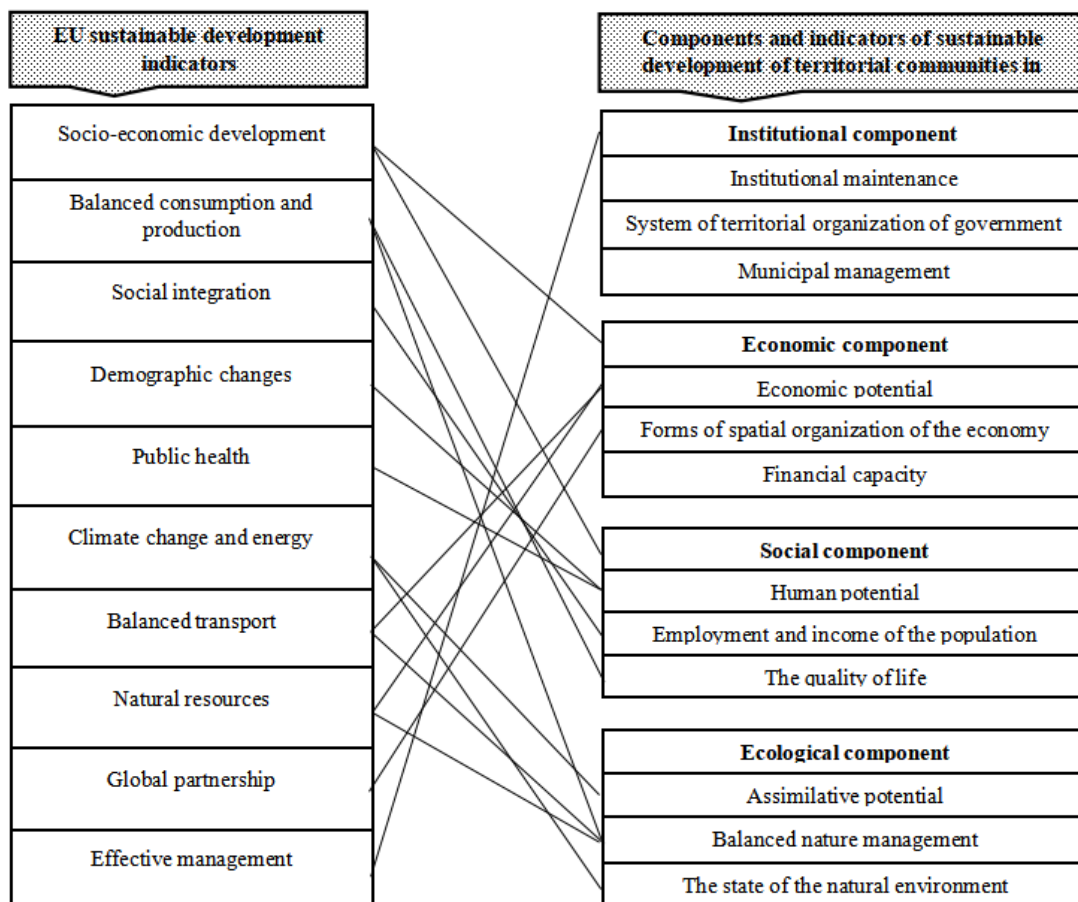 EU sustainable development
indicators
Socio-economic development
Balanced consumption and
production
Social integration
Demographic changes
Public health
Climate change and energy
Balanced transport
Natural resources
Global partnership
Effective management
Components and indicators of sustainable
development of territorial communities in
Institutional component
Institutional maintenance
System of territorial organization of government
Municipal management
Economic component
Economic potential
Forms of spatial organization of the economy
Financial capacity
Social component
Human potential
Employment and income of the population
The quality of life
Ecological component
Assimilative potential
Balanced nature management
The state of the natural environment